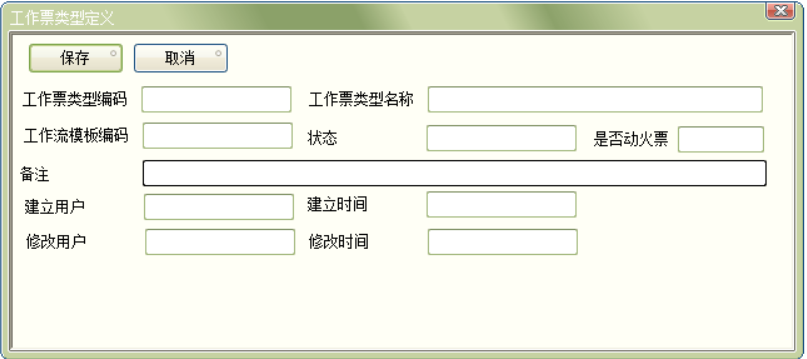 工作票类型定义
保存 取消
工作票类型编码 工作票类型名称
工作流模板编码 状态 是否动火票
备注
建立用户 建立时间
修改用户 修改时间